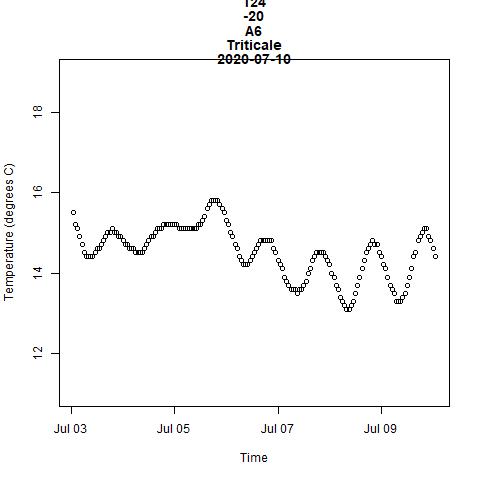 124
-20
A6
Triticale
2020-07-10
Temperature (degrees C)
18
16
14
12
Jul 03 Jul 05 Jul 07 Jul 09
Time